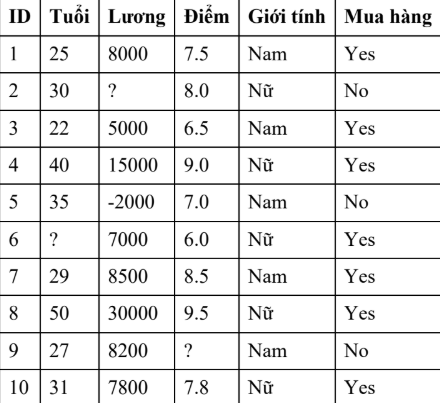 ID Tuổi Lương Điểm Giới tính Mua hàng
1 25 8000 7.5 Nam Yes
2 30 ? 8.0 Nữ No
3 22 5000 6.5 Nam Yes
4 40 15000 9.0 Nữ Yes
5 35 -2000 7.0 Nam No
6 ? 7000 6.0 Nữ Yes
7 29 8500 8.5 Nam Yes
8 50 30000 9.5 Nữ Yes
9 27 8200 ? Nam No
10 31 7800 7.8 Nữ Yes